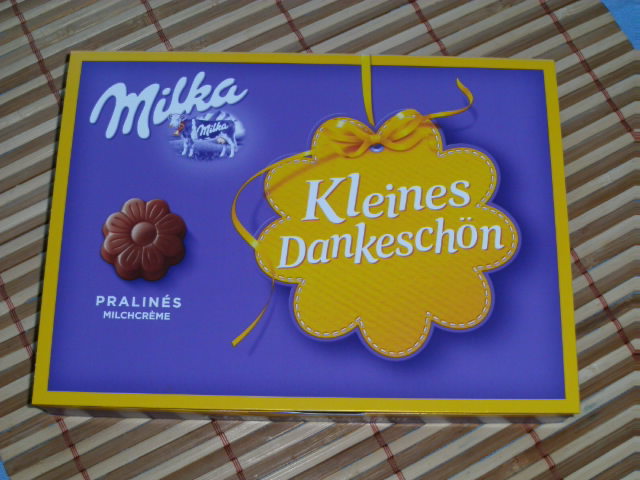 Milka
Milka
Kleines
Dankeschön
PRALINÉS
MILCHCRÈME